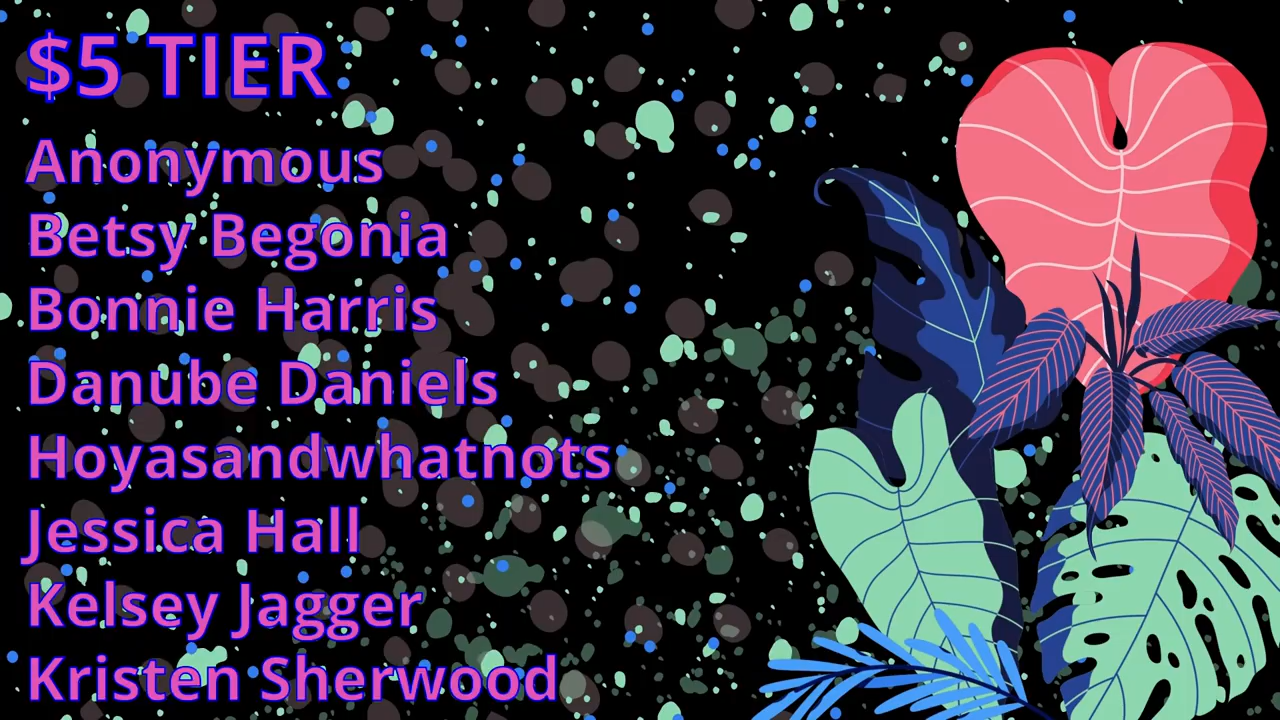 $5 TIER
Anonymous
Betsy Begonia
Bonnie Harris
Danube Daniels
Hoyasandwhatnots
Jessica Hall
Kelsey Jagger
Kristen Sherwood